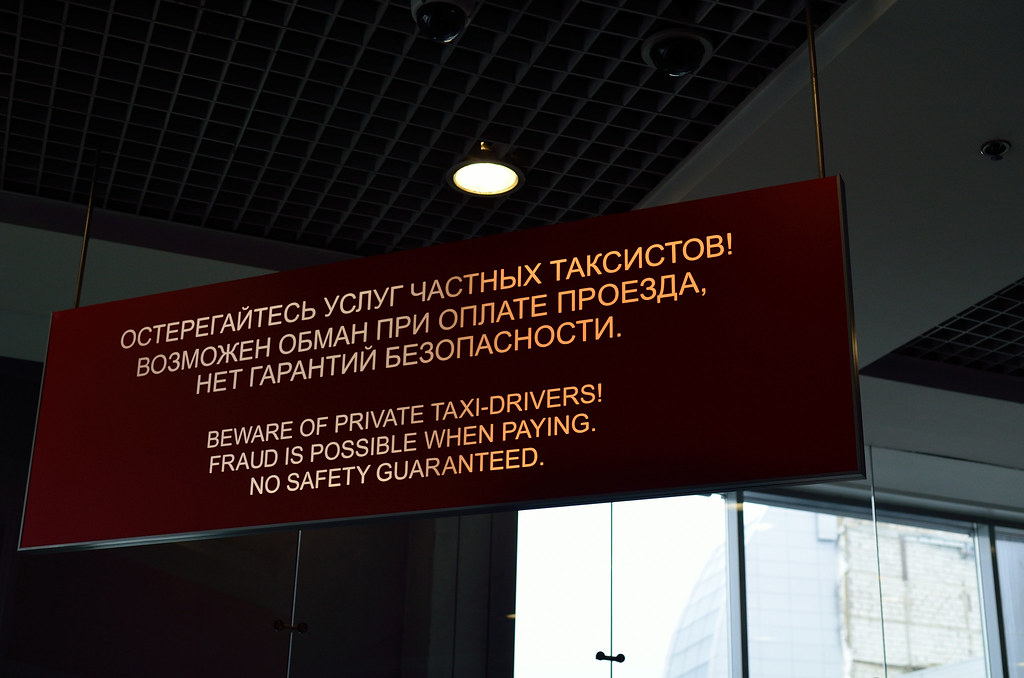 ОСТЕРЕГАЙТЕСЬ УСЛУГ ЧАСТНЫХ ТАКСИСТОВ!
ВОЗМОЖЕН ОБМАН ПРИ ОПЛАТЕ ПРОЕЗДА,
НЕТ ГАРАНТИЙ БЕЗОПАСНОСТИ.
BEWARE OF PRIVATE TAXI-DRIVERS!
FRAUD IS POSSIBLE WHEN PAYING.
NO SAFETY GUARANTEED.